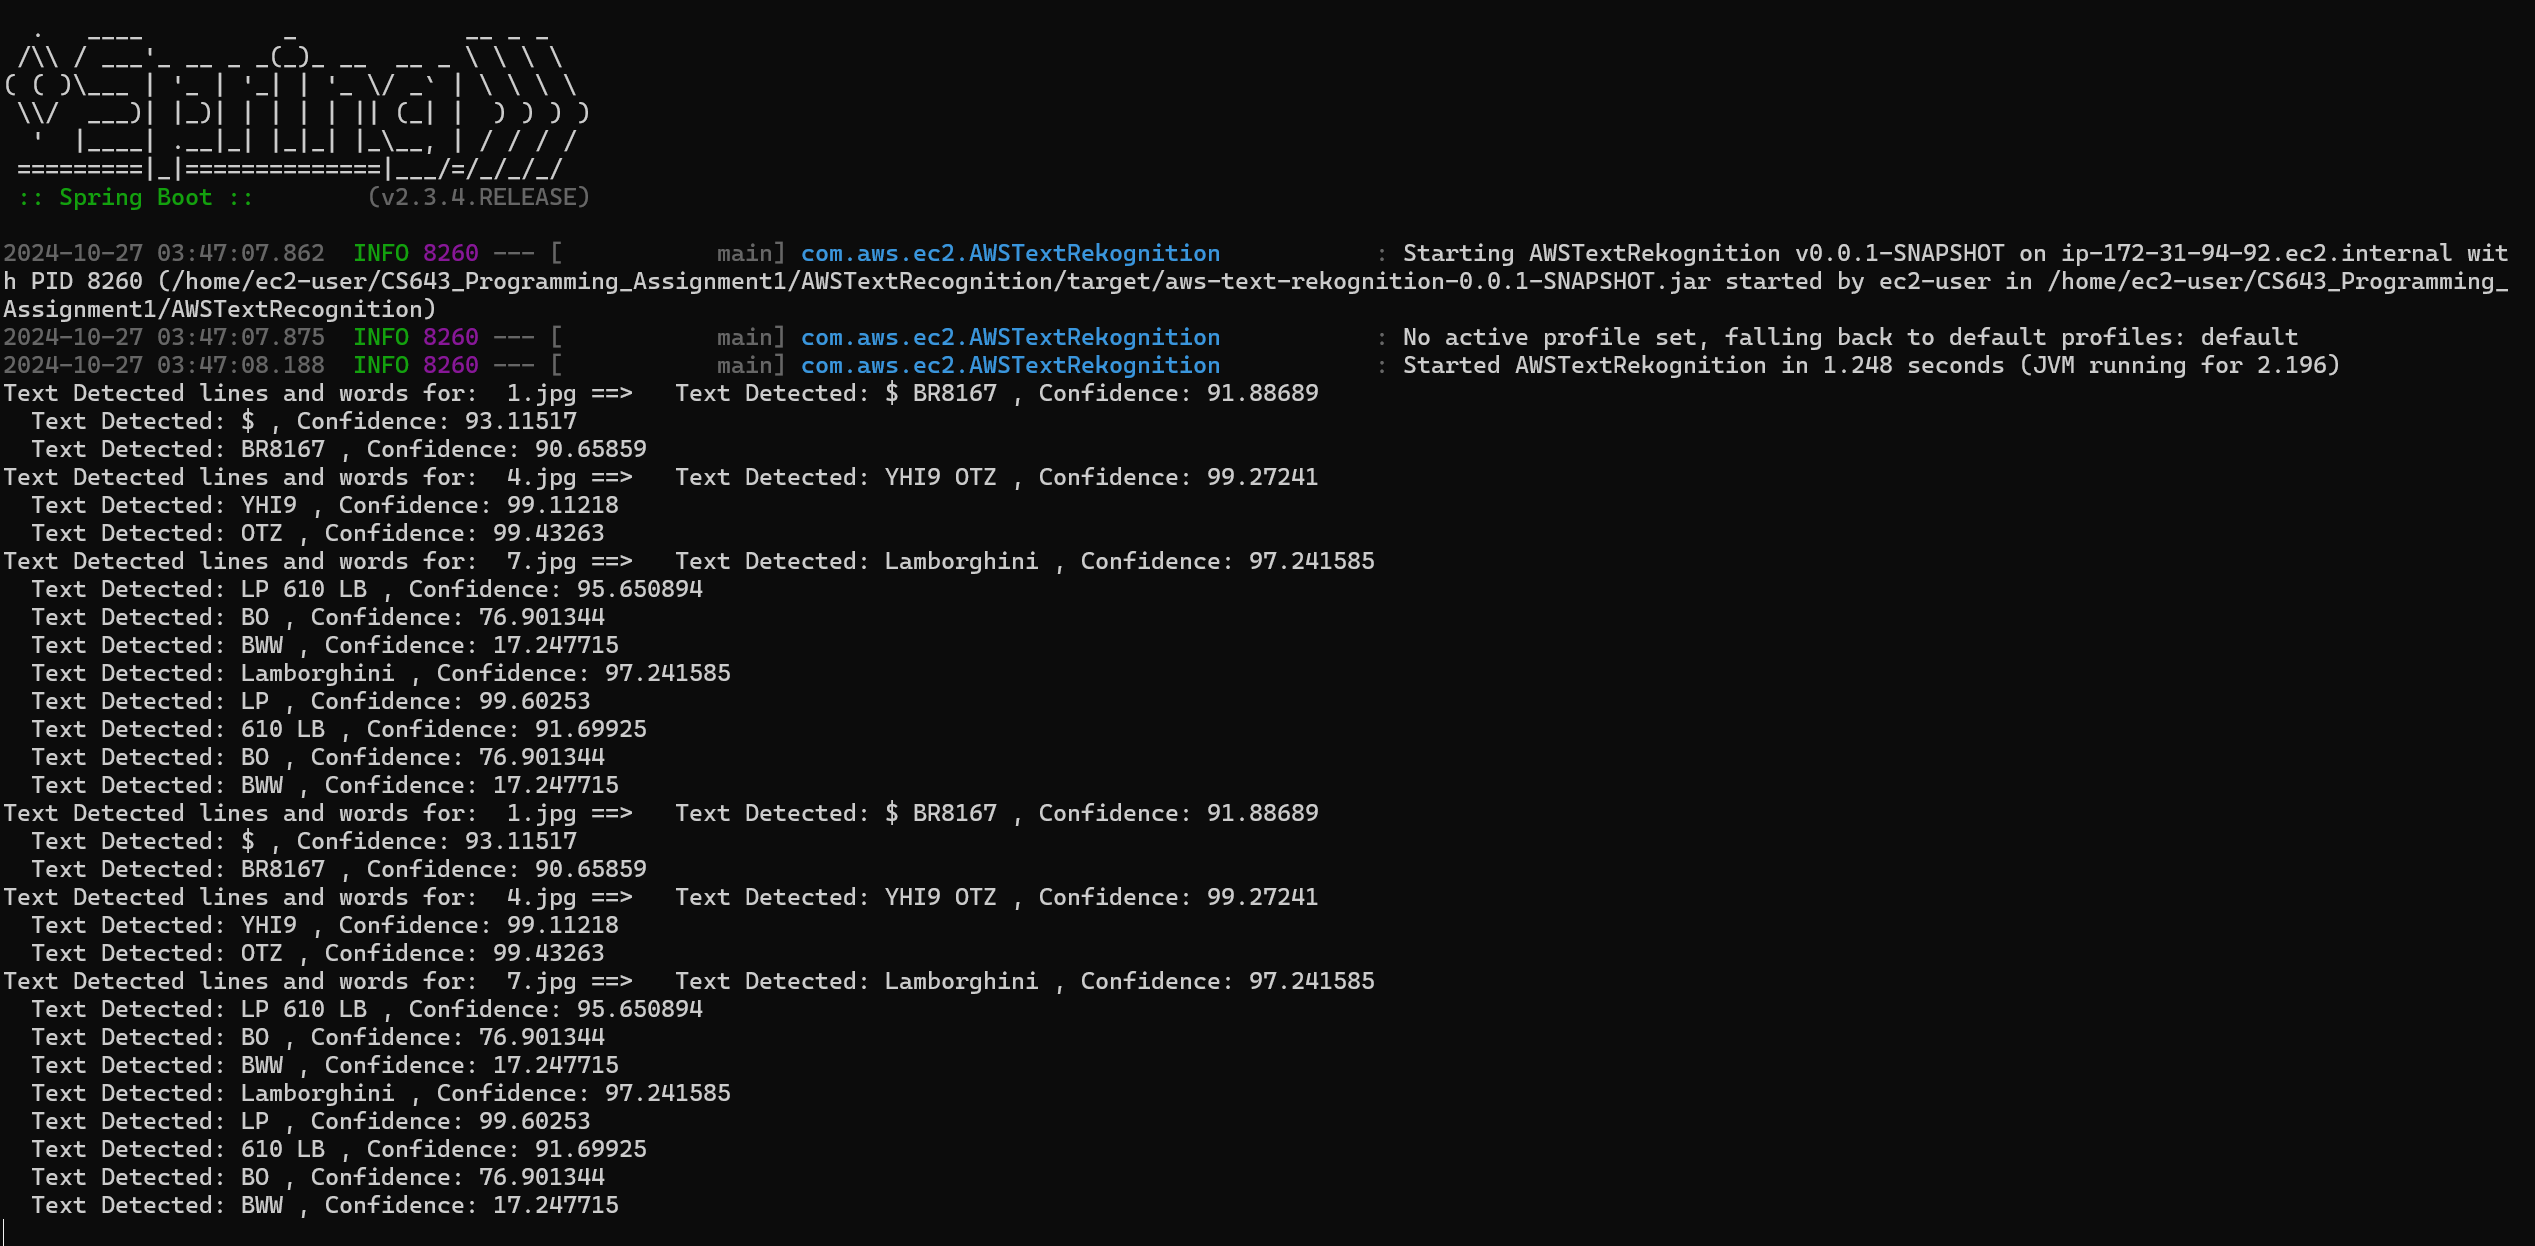 .   ____          _            __ _ _
 /\\ / ___'_ __ _ _(_)_ __  __ _ \ \ \ \
( ( )\___ | '_ | '_| | '_ \/ _` | \ \ \ \
 \\/  ___)| |_)| | | | | || (_| |  ) ) ) )
  '  |____| .__|_| |_|_| |_\__, | / / / /
 =========|_|==============|___/=/_/_/_/
 :: Spring Boot ::        (v2.3.4.RELEASE)
2024-10-27 03:47:07.862  INFO 8260 --- [           main] com.aws.ec2.AWSTextRekognition           : Starting AWSTextRekognition v0.0.1-SNAPSHOT on ip-172-31-94-92.ec2.internal wit
h PID 8260 (/home/ec2-user/CS643_Programming_Assignment1/AWSTextRecognition/target/aws-text-rekognition-0.0.1-SNAPSHOT.jar started by ec2-user in /home/ec2-user/CS643_Programming_
Assignment1/AWSTextRecognition)
2024-10-27 03:47:07.875  INFO 8260 --- [           main] com.aws.ec2.AWSTextRekognition           : No active profile set, falling back to default profiles: default
2024-10-27 03:47:08.188  INFO 8260 --- [           main] com.aws.ec2.AWSTextRekognition           : Started AWSTextRekognition in 1.248 seconds (JVM running for 2.196)
Text Detected lines and words for:  1.jpg ==>   Text Detected: $ BR8167 , Confidence: 91.88689
  Text Detected: $ , Confidence: 93.11517
  Text Detected: BR8167 , Confidence: 90.65859
Text Detected lines and words for:  4.jpg ==>   Text Detected: YHI9 OTZ , Confidence: 99.27241
  Text Detected: YHI9 , Confidence: 99.11218
  Text Detected: OTZ , Confidence: 99.43263
Text Detected lines and words for:  7.jpg ==>   Text Detected: Lamborghini , Confidence: 97.241585
  Text Detected: LP 610 LB , Confidence: 95.650894
  Text Detected: BO , Confidence: 76.901344
  Text Detected: BWW , Confidence: 17.247715
  Text Detected: Lamborghini , Confidence: 97.241585
  Text Detected: LP , Confidence: 99.60253
  Text Detected: 610 LB , Confidence: 91.69925
  Text Detected: BO , Confidence: 76.901344
  Text Detected: BWW , Confidence: 17.247715
Text Detected lines and words for:  1.jpg ==>   Text Detected: $ BR8167 , Confidence: 91.88689
  Text Detected: $ , Confidence: 93.11517
  Text Detected: BR8167 , Confidence: 90.65859
Text Detected lines and words for:  4.jpg ==>   Text Detected: YHI9 OTZ , Confidence: 99.27241
  Text Detected: YHI9 , Confidence: 99.11218
  Text Detected: OTZ , Confidence: 99.43263
Text Detected lines and words for:  7.jpg ==>   Text Detected: Lamborghini , Confidence: 97.241585
  Text Detected: LP 610 LB , Confidence: 95.650894
  Text Detected: BO , Confidence: 76.901344
  Text Detected: BWW , Confidence: 17.247715
  Text Detected: Lamborghini , Confidence: 97.241585
  Text Detected: LP , Confidence: 99.60253
  Text Detected: 610 LB , Confidence: 91.69925
  Text Detected: BO , Confidence: 76.901344
  Text Detected: BWW , Confidence: 17.247715